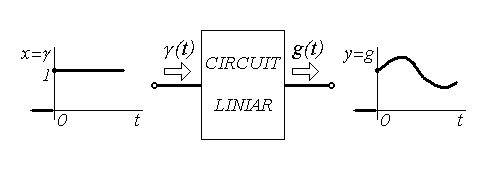 x=γ
1
0
t
γ(t)
CIRCUIT
LINIAR
g(t)
y=g
0
t